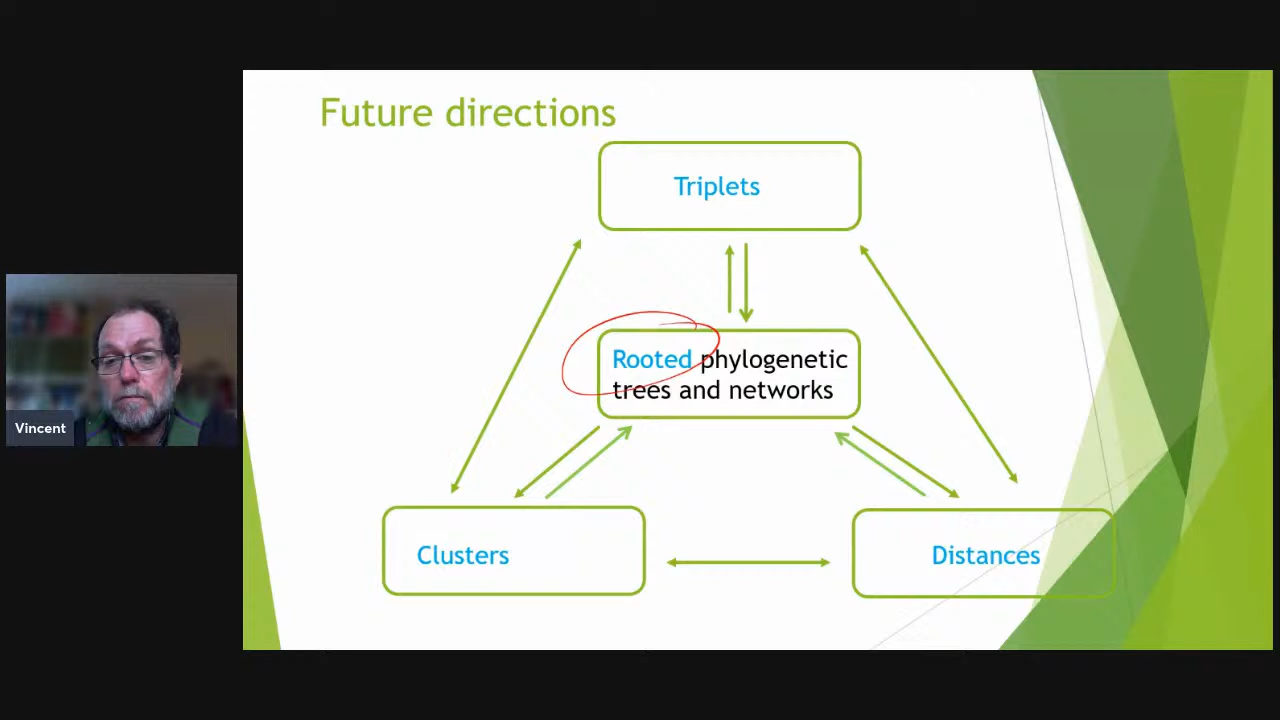 Future directions
Triplets
Rooted phylogenetic
trees and networks
Vincent
Clusters
Distances